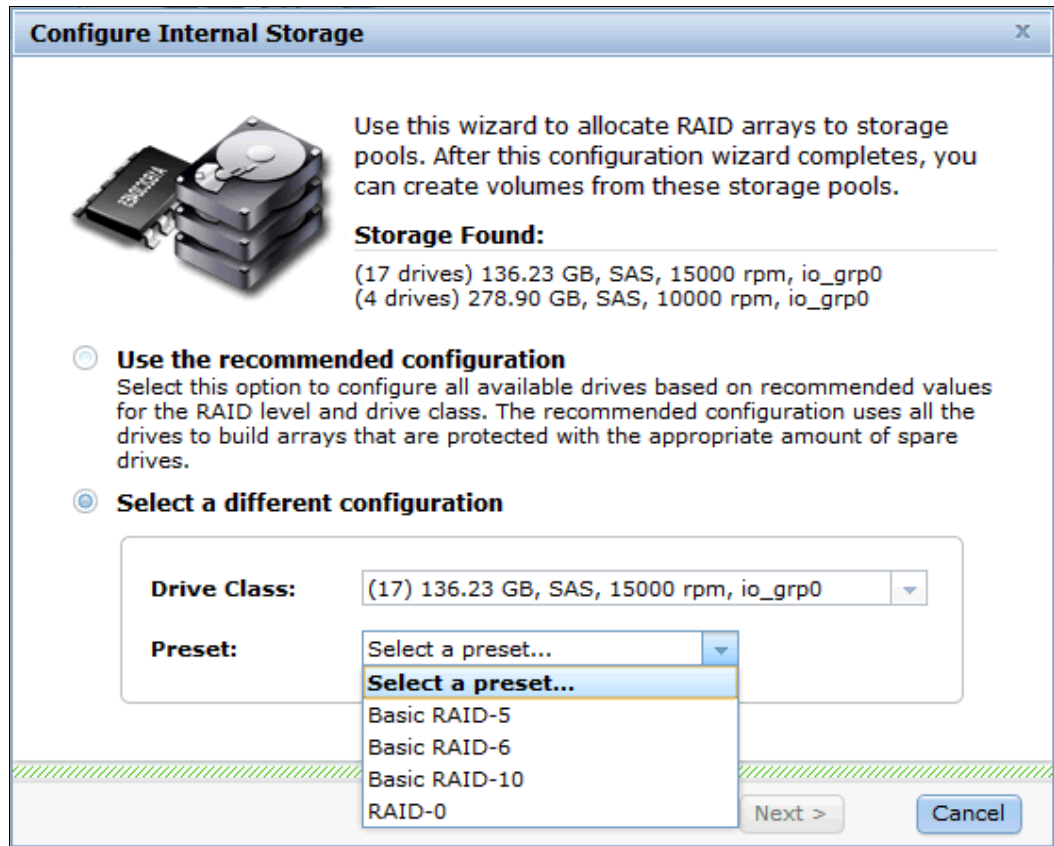 Configure Internal Storage
x
Use this wizard to allocate RAID arrays to storage
pools. After this configuration wizard completes, you
can create volumes from these storage pools.
Storage Found:
(17 drives) 136.23 GB, SAS, 15000 rpm, io_grp0
(4 drives) 278.90 GB, SAS, 10000 rpm, io_grp0
Use the recommended configuration
Select this option to configure all available drives based on recommended values
for the RAID level and drive class. The recommended configuration uses all the
drives to build arrays that are protected with the appropriate amount of spare
drives.
Select a different configuration
Drive Class:
(17) 136.23 GB, SAS, 15000 rpm, io_grp0
Preset:
Select a preset...
Select a preset...
Basic RAID-5
Basic RAID-6
Basic RAID-10
RAID-0
Next >
Cancel